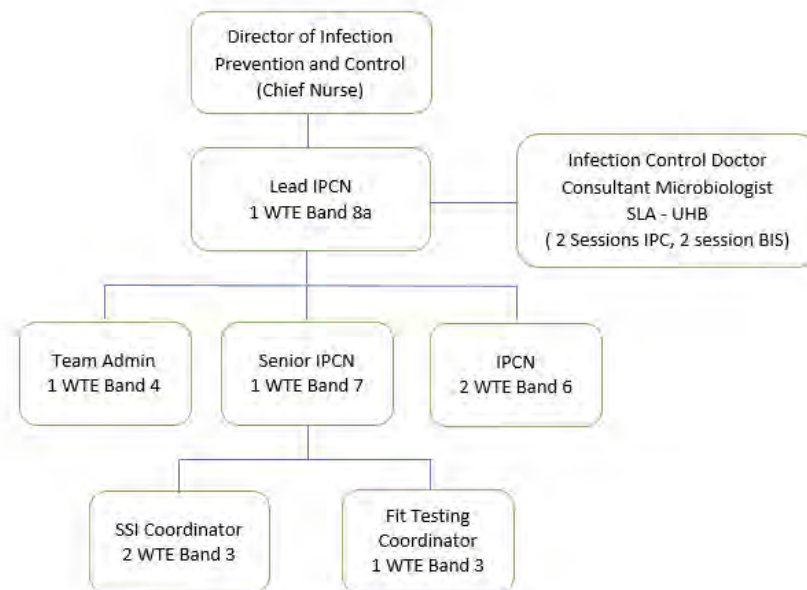 Director of Infection
Prevention and Control
(Chief Nurse)
Lead IPCN
1 WTE Band 8a
Infection Control Doctor
Consultant Microbiologist
SLA - UHB
( 2 Sessions IPC, 2 session BIS)
Team Admin
1 WTE Band 4
Senior IPCN
1 WTE Band 7
IPCN
2 WTE Band 6
SSI Coordinator
2 WTE Band 3
Fit Testing
Coordinator
1 WTE Band 3